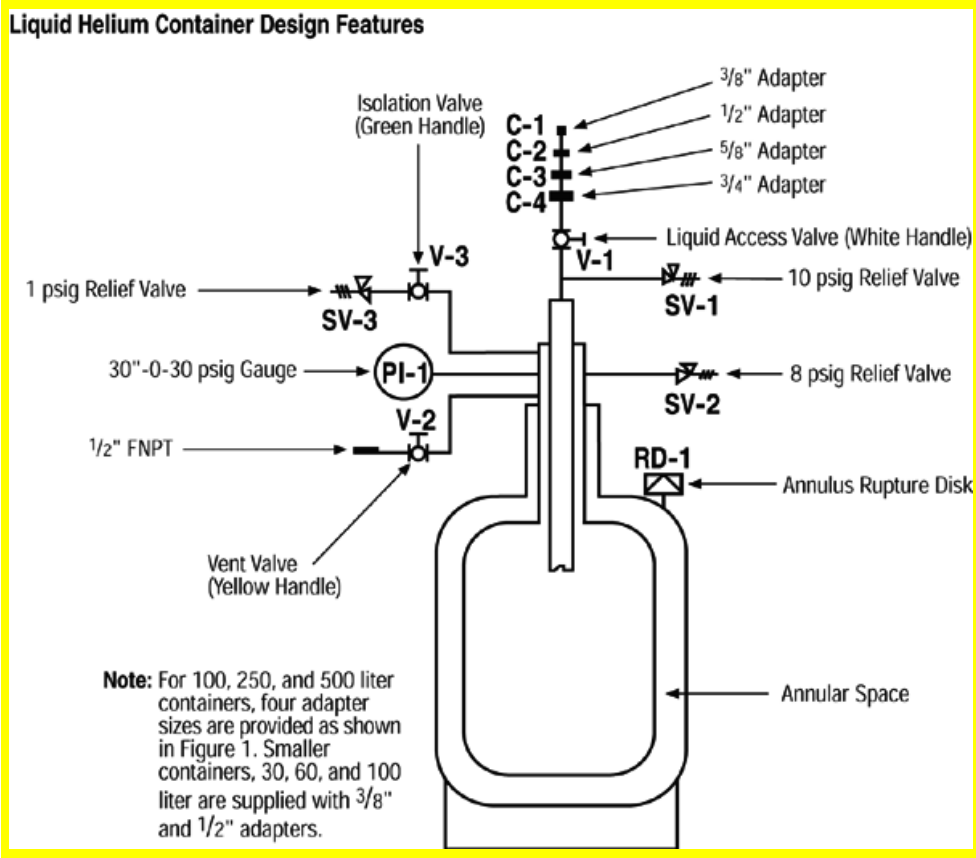 Liquid Helium Container Design Features
3/8" Adapter
Isolation Valve
(Green Handle)
C-1
1/2" Adapter
C-2
5/8" Adapter
C-3
3/4" Adapter
C-4
Liquid Access Valve (White Handle)
V-3
V-1
1 psig Relief Valve
10 psig Relief Valve
SV-3
SV-1
30"-0-30 psig Gauge
PI-1
8 psig Relief Valve
SV-2
V-2
1/2" FNPT
RD-1
Annulus Rupture Disk
Vent Valve
(Yellow Handle)
Note: For 100, 250, and 500 liter
containers, four adapter
sizes are provided as shown
in Figure 1. Smaller
containers, 30, 60, and 100
liter are supplied with 3/8"
and 1/2" adapters.
Annular Space